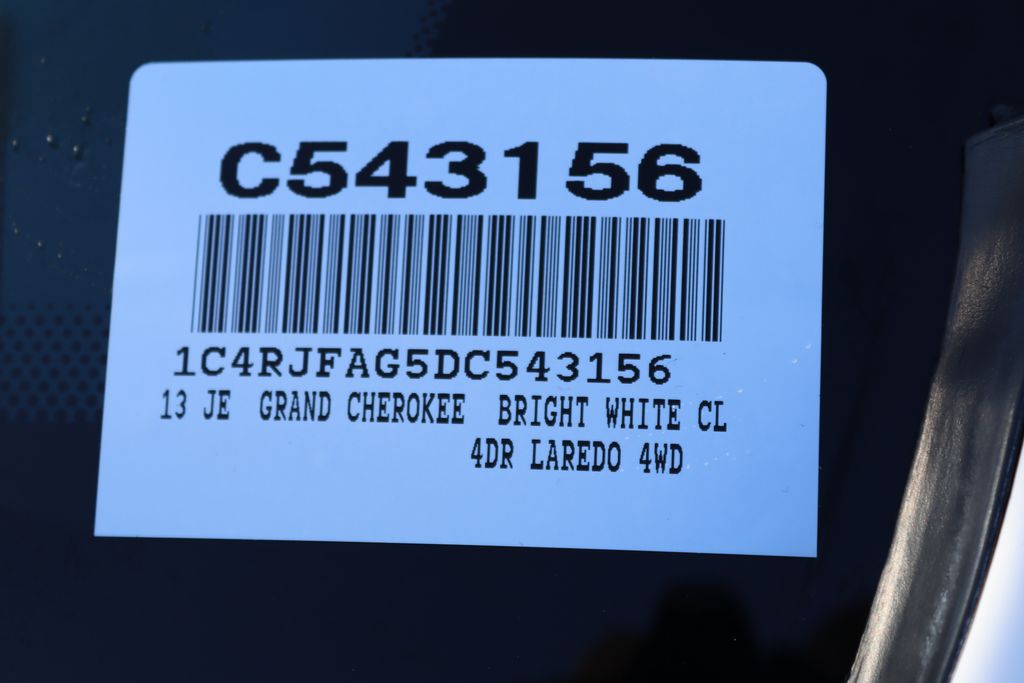 C543156
1C4RJFAG5DC543156
13 JE GRAND CHEROKEE BRIGHT WHITE CL
4DR LAREDO 4WD